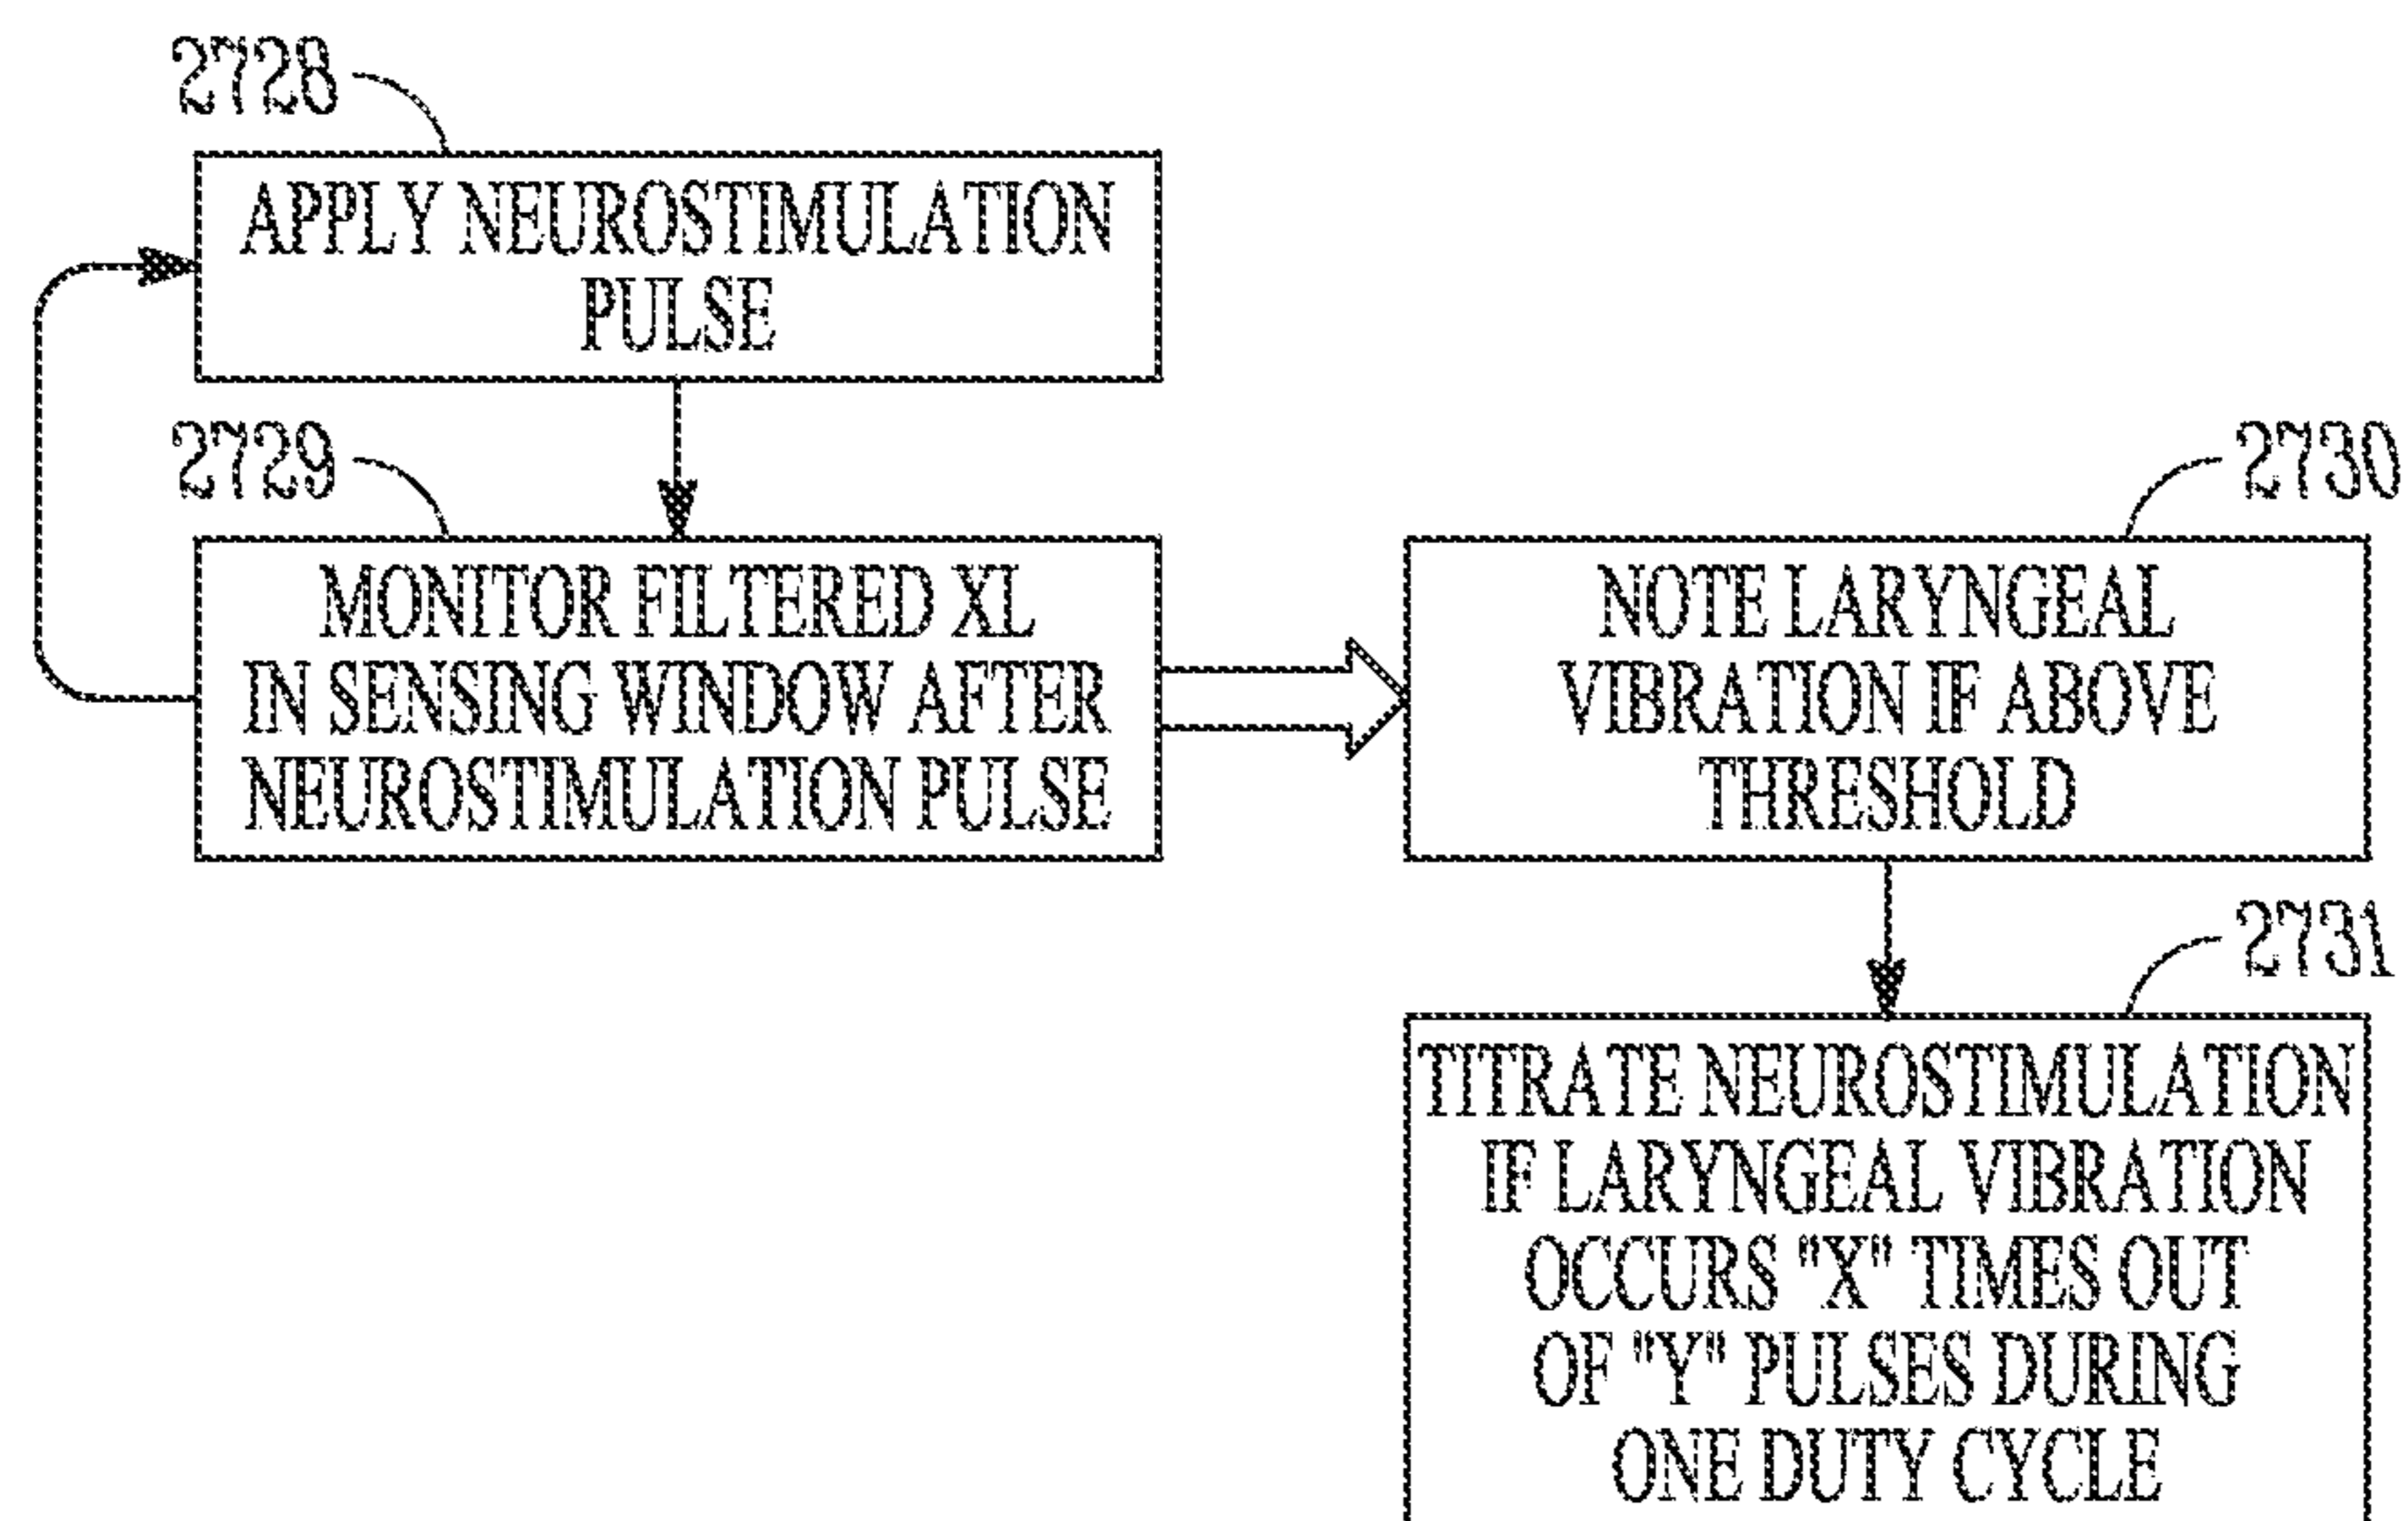 2728
APPLY NEUROSTIMULATION
PULSE
2729
MONITOR FILTERED XL
IN SENSING WINDOW AFTER
NEUROSTIMULATION PULSE
2730
NOTE LARYNGEAL
VIBRATION IF ABOVE
THRESHOLD
2731
TITRATE NEUROSTIMULATION
IF LARYNGEAL VIBRATION
OCCURS "X" TIMES OUT
OF "Y" PULSES DURING
ONE DUTY CYCLE